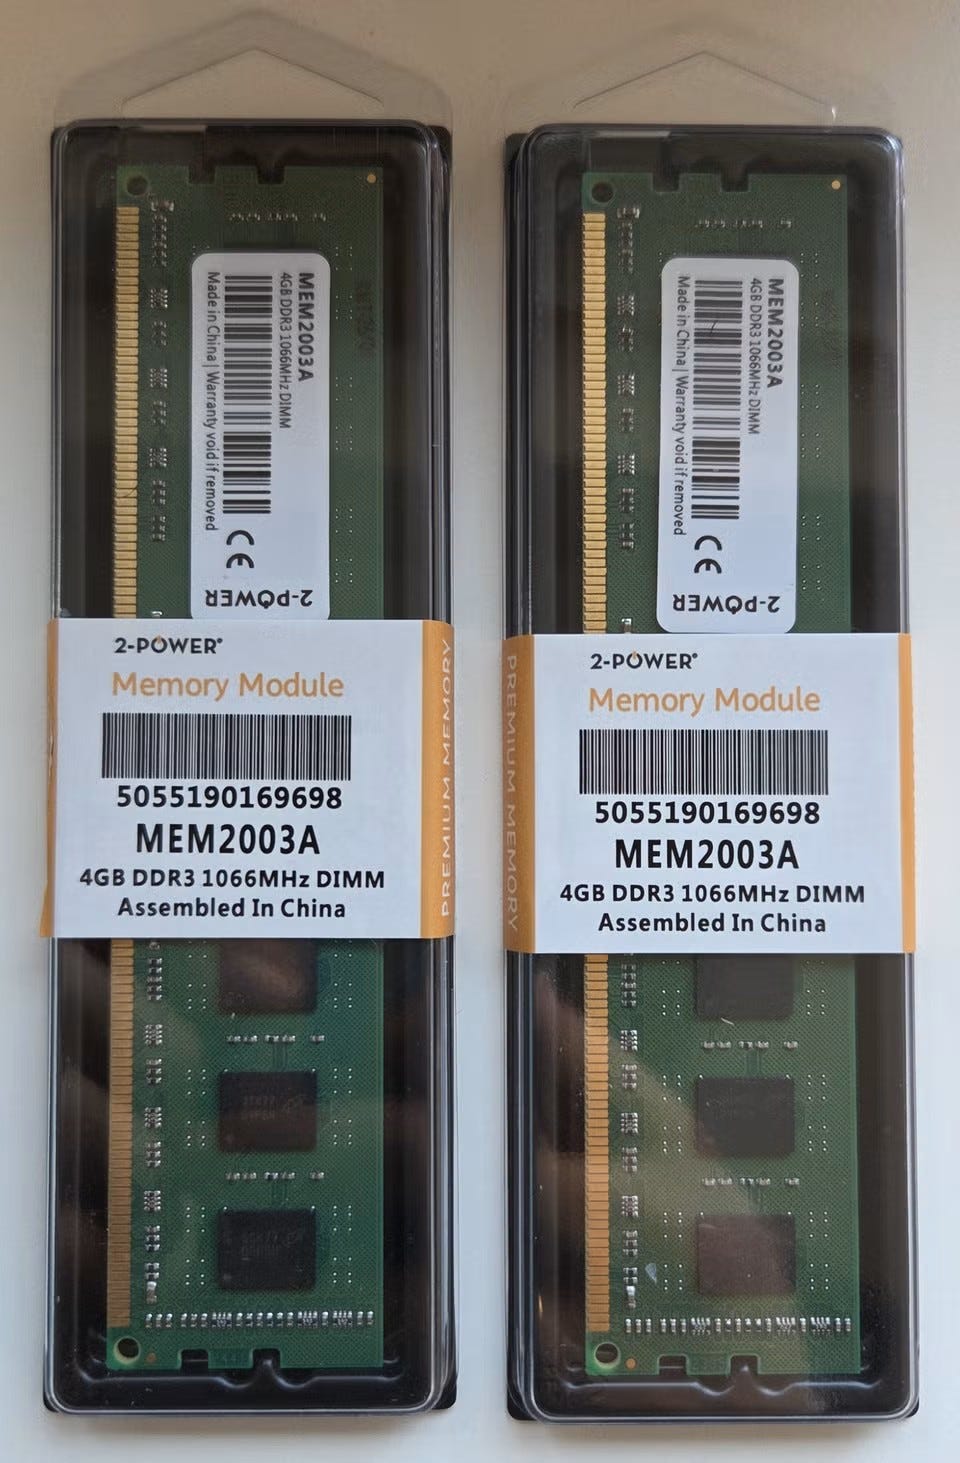 MEM2003A
4GB DDR3 1066MHz DIMM
Made in China | Warranty void if removed
CE
2-POWER
2-POWER®
Memory Module
5055190169698
MEM2003A
4GB DDR3 1066MHz DIMM
Assembled In China
PREMIUM MEMORY
MEM2003A
4GB DDR3 1066MHz DIMM
Made in China | Warranty void if removed
CE
2-POWER
PREMIUM MEMORY
2-POWER®
Memory Module
5055190169698
MEM2003A
4GB DDR3 1066MHz DIMM
Assembled In China